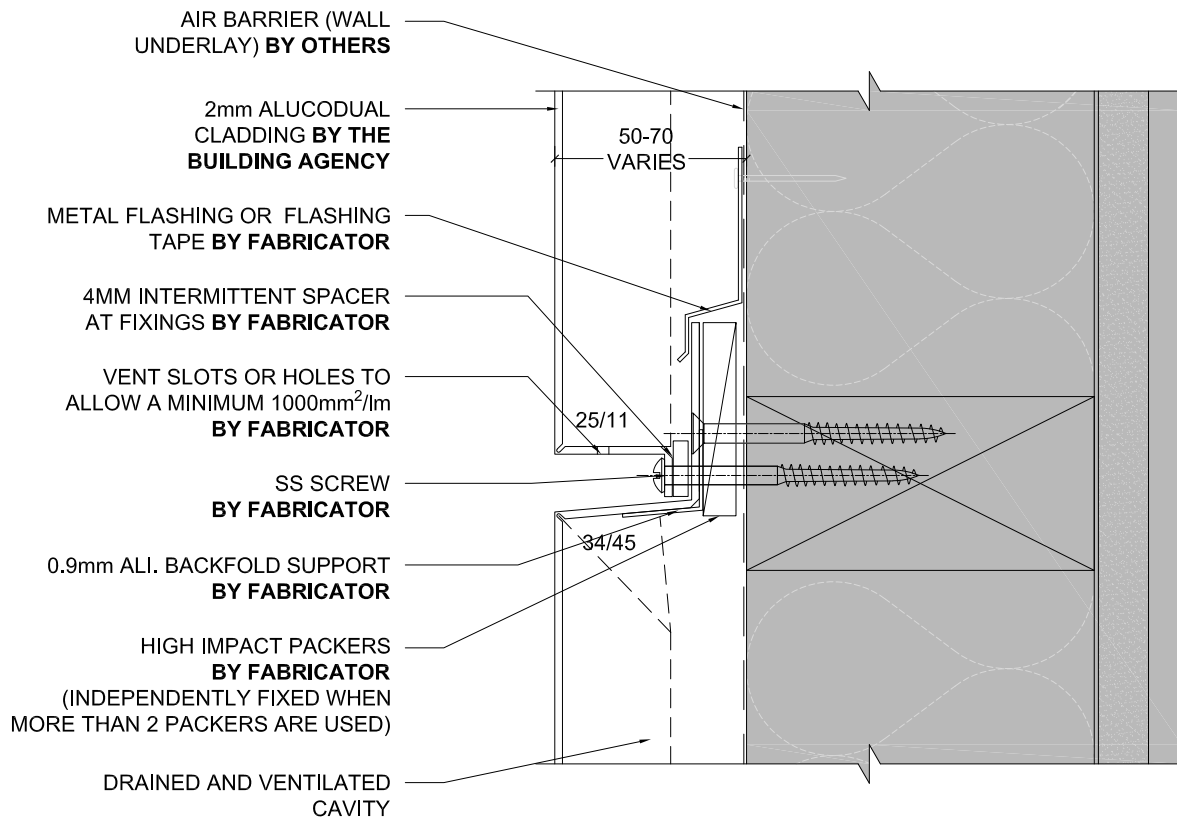 AIR BARRIER (WALL
UNDERLAY) BY OTHERS
2mm ALUCODUAL
CLADDING BY THE
BUILDING AGENCY
50-70
VARIES
METAL FLASHING OR FLASHING
TAPE BY FABRICATOR
4MM INTERMITTENT SPACER
AT FIXINGS BY FABRICATOR
VENT SLOTS OR HOLES TO
ALLOW A MINIMUM 1000mm²/lm
BY FABRICATOR
25/11
SS SCREW
BY FABRICATOR
34/45
0.9mm ALI. BACKFOLD SUPPORT
BY FABRICATOR
HIGH IMPACT PACKERS
BY FABRICATOR
(INDEPENDENTLY FIXED WHEN
MORE THAN 2 PACKERS ARE USED)
DRAINED AND VENTILATED
CAVITY